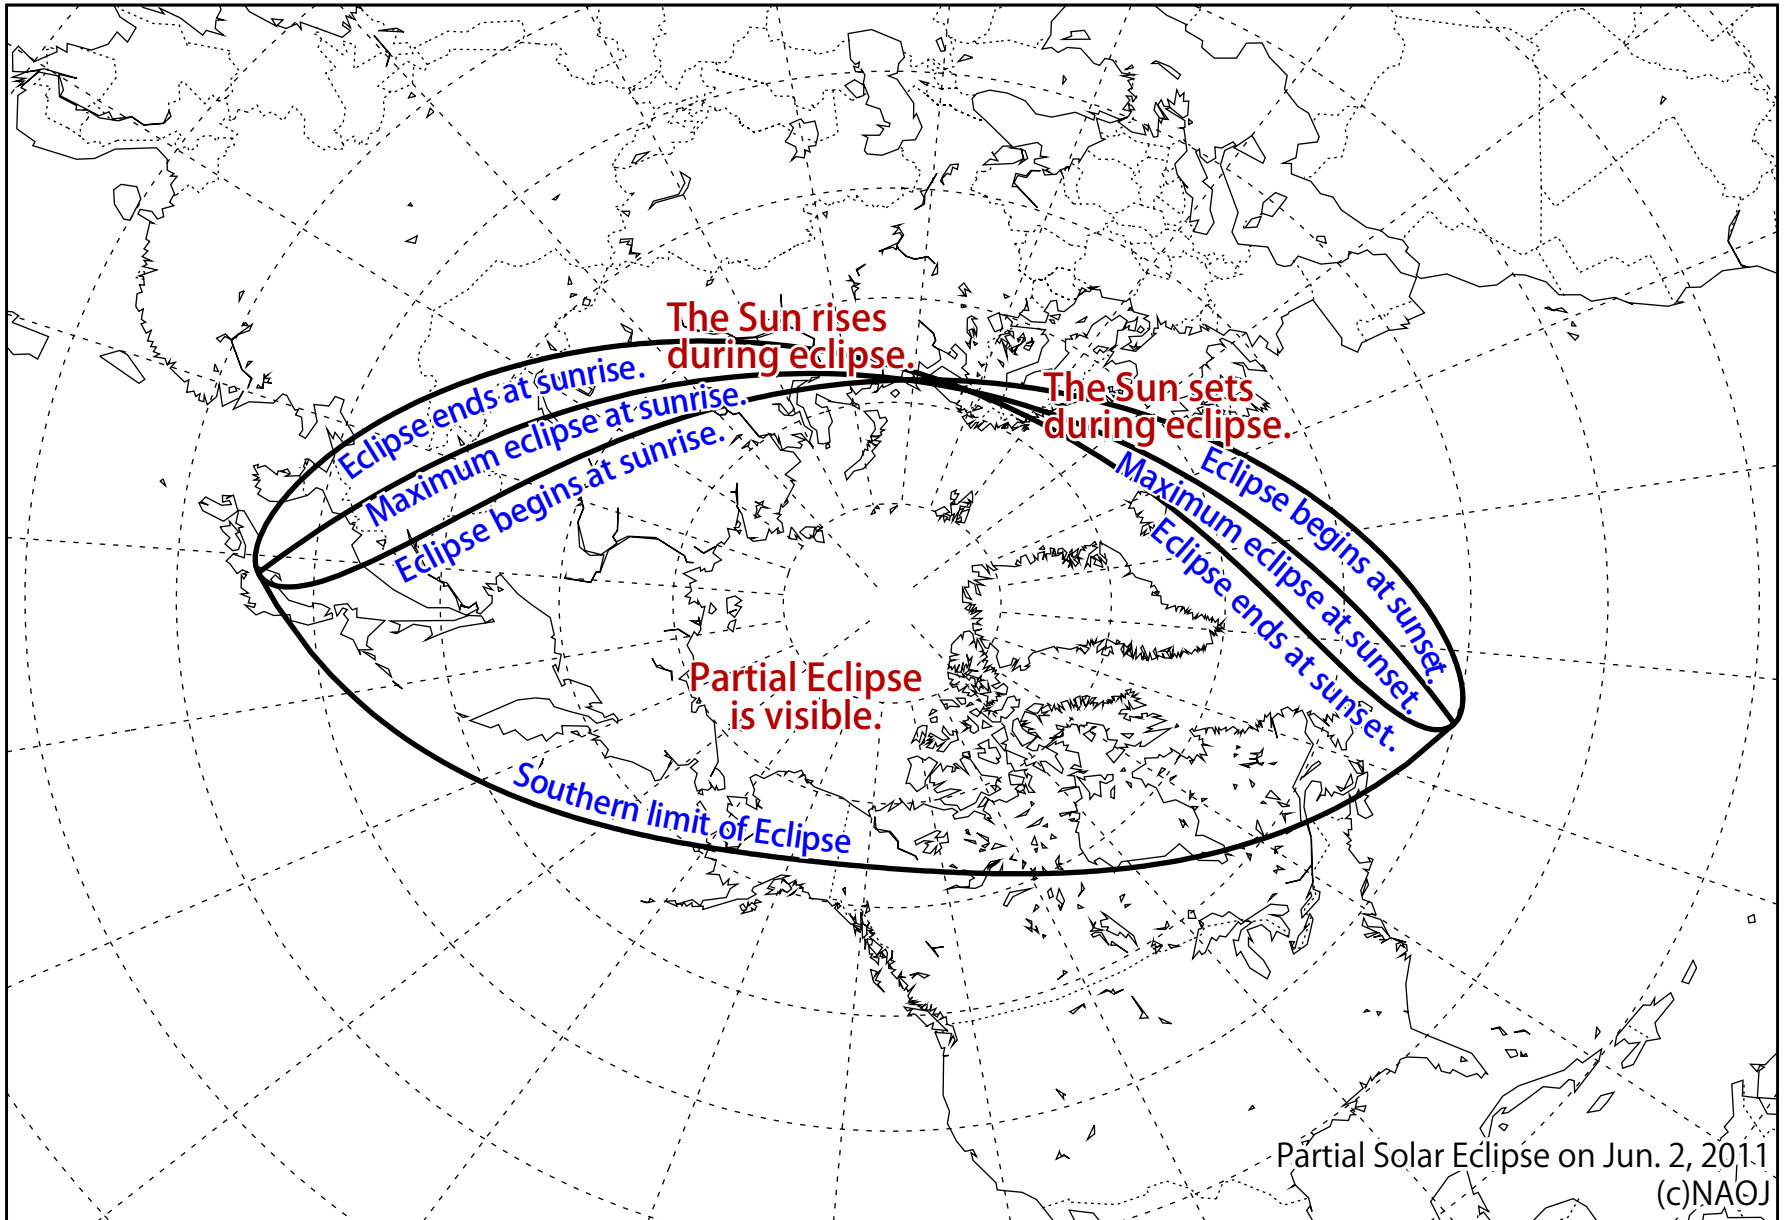 The Sun rises
during eclipse.
Eclipse ends at sunrise.
Maximum eclipse at sunrise.
Eclipse begins at sunrise.
The Sun sets
during eclipse.
Eclipse begins at sunset.
Maximum eclipse at sunset.
Eclipse ends at sunset.
Partial Eclipse
is visible.
Southern limit of Eclipse
Partial Solar Eclipse on Jun. 2, 2011
(c)NAOJ